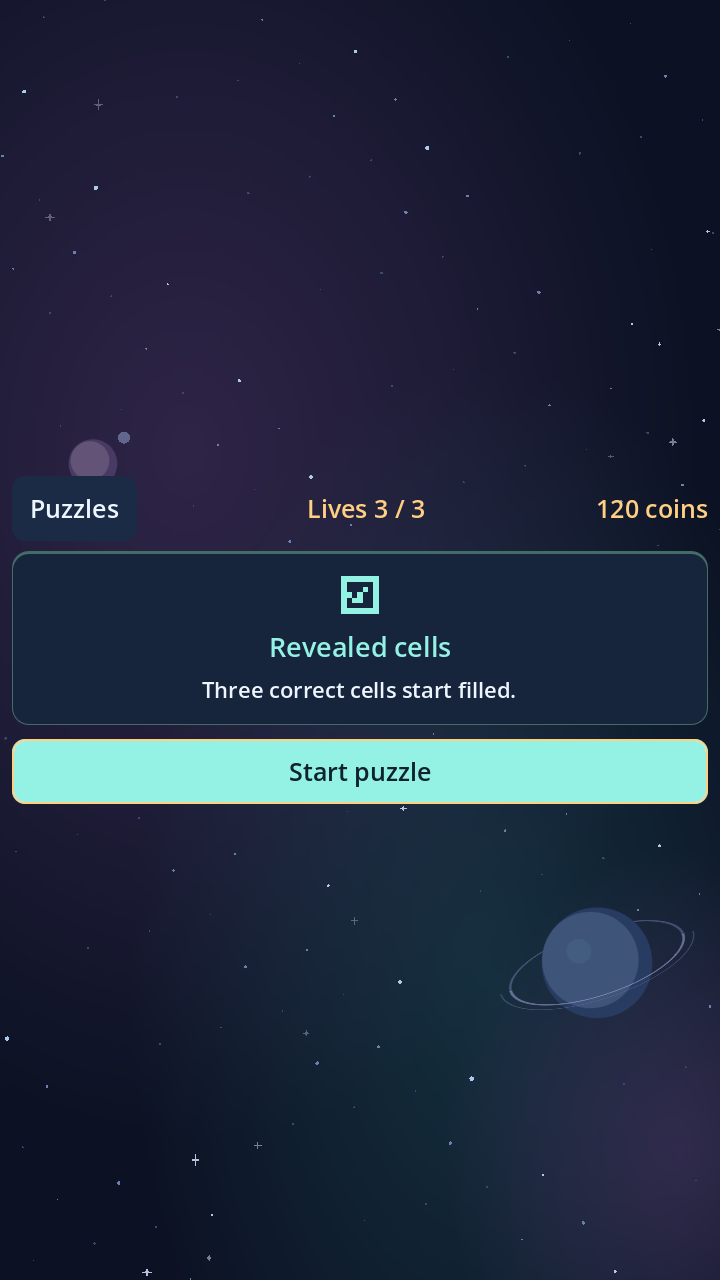 Puzzles
Lives 3 / 3
120 coins
Revealed cells
Three correct cells start filled.
Start puzzle